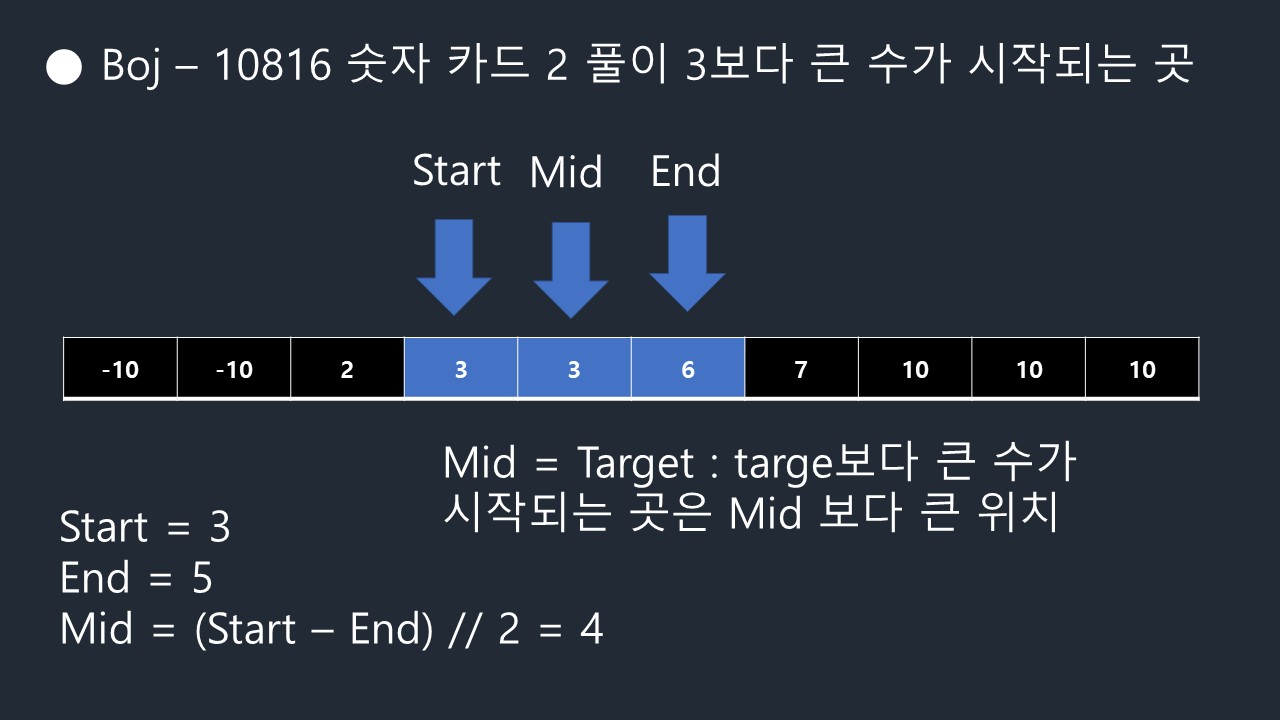 ● Boj – 10816 숫자 카드 2 풀이 3보다 큰 수가 시작되는 곳
Start Mid End
-10 -10 2 3 3 6 7 10 10 10
Mid = Target : targe보다 큰 수가
시작되는 곳은 Mid 보다 큰 위치
Start = 3
End = 5
Mid = (Start – End) // 2 = 4